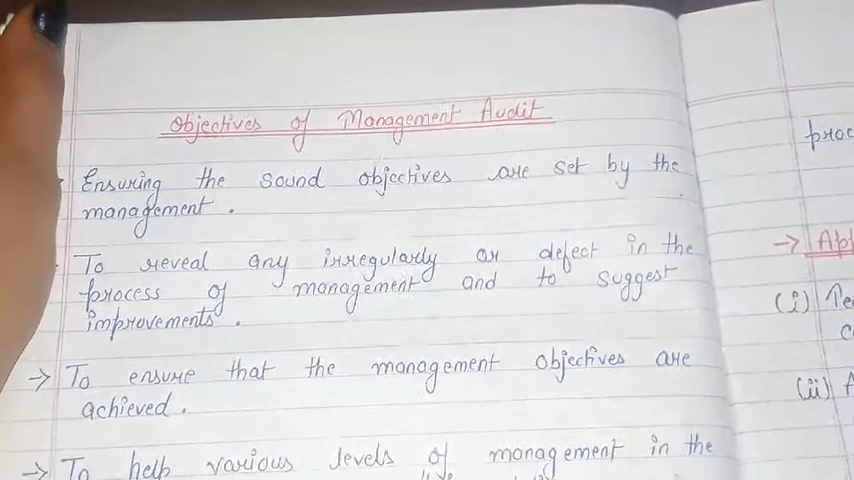 Objectives of Management Audit
Ensuring the sound objectives are set by the
management.
To reveal any irregularly or defect in the
process of management and to suggest
improvements.
→ To ensure that the management objectives are
achieved.
→ To help various levels of management in the
→
(i)
(ii)